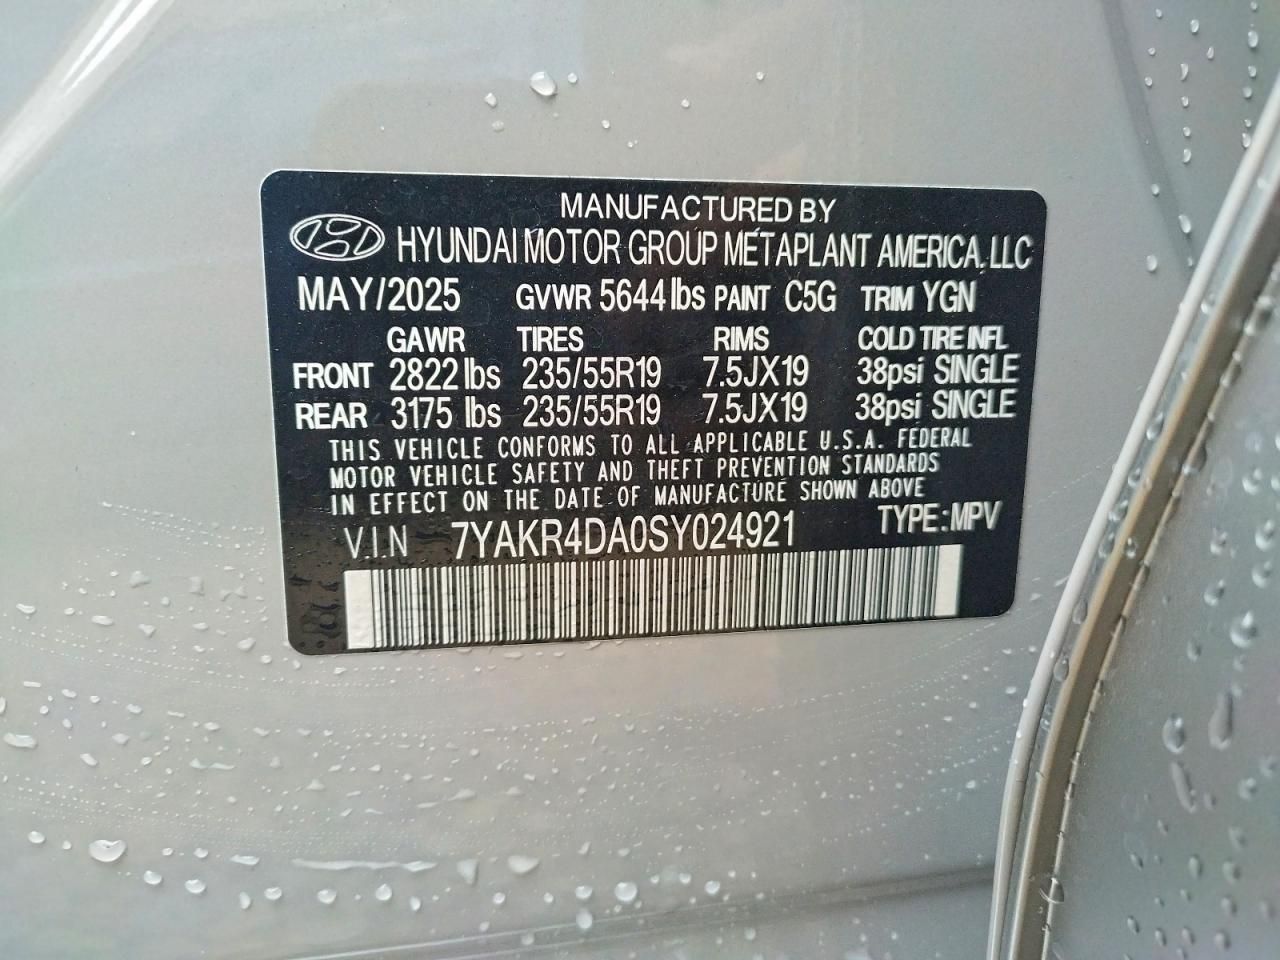 MANUFACTURED BY
HYUNDAI MOTOR GROUP METAPLANT AMERICA, LLC
MAY/2025 GVWR 5644 lbs PAINT C5G TRIM YGN
GAWR TIRES RIMS COLD TIRE INFL
FRONT 2822 lbs 235/55R19 7.5JX19 38psi SINGLE
REAR 3175 lbs 235/55R19 7.5JX19 38psi SINGLE
THIS VEHICLE CONFORMS TO ALL APPLICABLE U.S.A. FEDERAL
MOTOR VEHICLE SAFETY AND THEFT PREVENTION STANDARDS
IN EFFECT ON THE DATE OF MANUFACTURE SHOWN ABOVE
V.I.N 7YAKR4DA0SY024921 TYPE: MPV